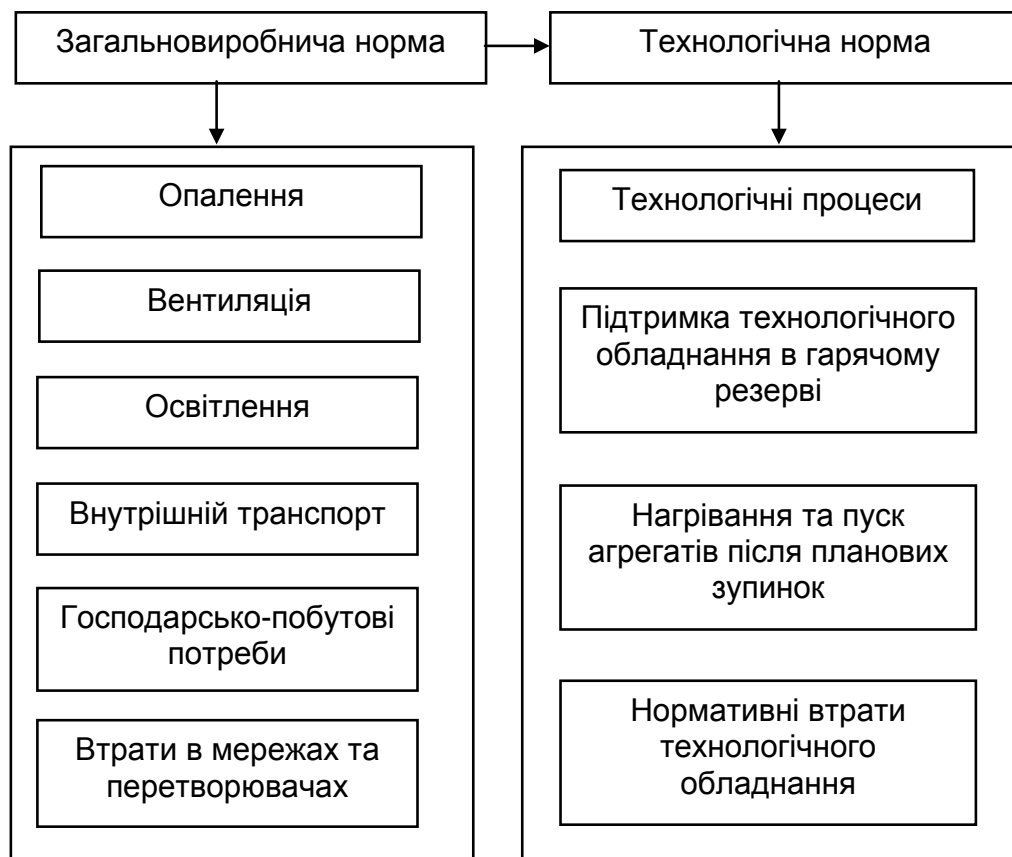 Загальновиробнича норма
Технологічна норма
Опалення
Вентиляція
Освітлення
Внутрішній транспорт
Господарсько-побутові
потреби
Втрати в мережах та
перетворювачах
Технологічні процеси
Підтримка технологічного
обладнання в гарячому
резерві
Нагрівання та пуск
агрегатів після планових
зупинок
Нормативні втрати
технологічного
обладнання